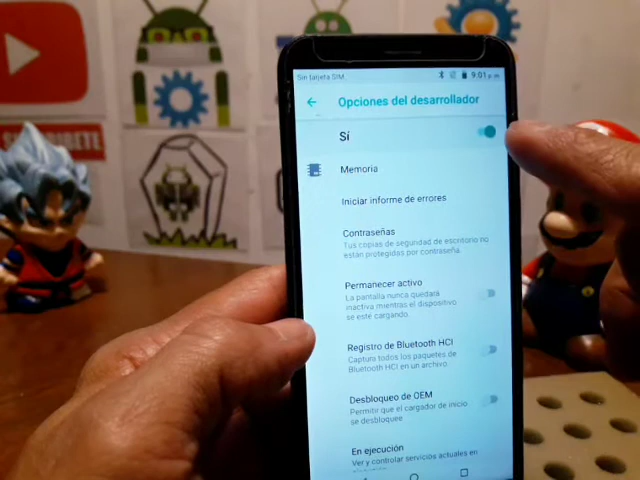 SUSCRIBETE
Sin tarjeta SIM
9:01 p. m.
Opciones del desarrollador
Sí
Memoria
Iniciar informe de errores
Contraseñas
Tus copias de seguridad de escritorio no
están protegidas por contraseña.
Permanecer activo
La pantalla nunca quedará
inactiva mientras el dispositivo
se esté cargando.
Registro de Bluetooth HCI
Captura todos los paquetes de
Bluetooth HCI en un archivo.
Desbloqueo de OEM
Permitir que el cargador de inicio
se desbloquee
En ejecución
Ver y controlar servicios actuales en